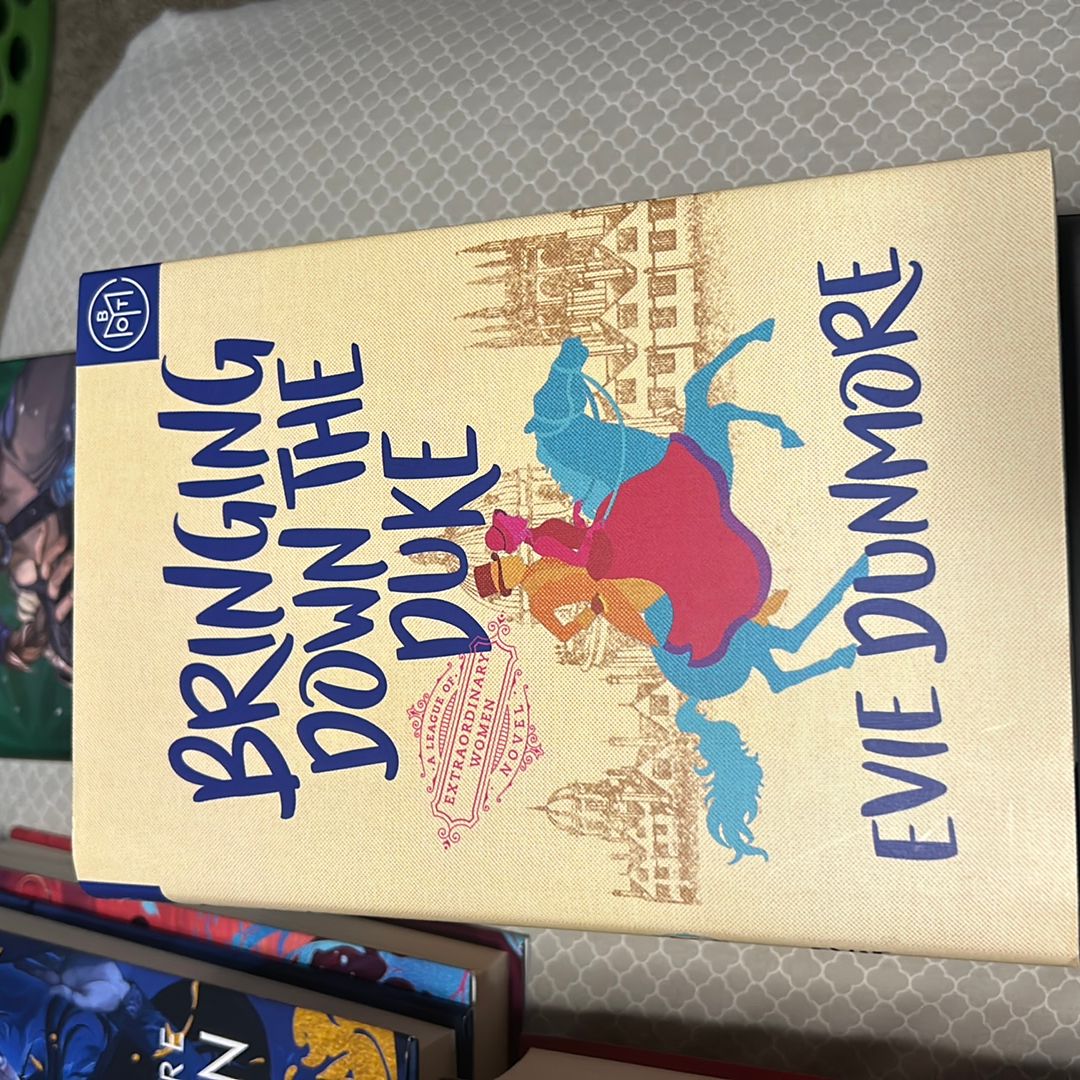 BOTM
BRINGING
DOWN THE
DUKE
A LEAGUE OF
EXTRAORDINARY
WOMEN
NOVEL
EVIE DUNMORE